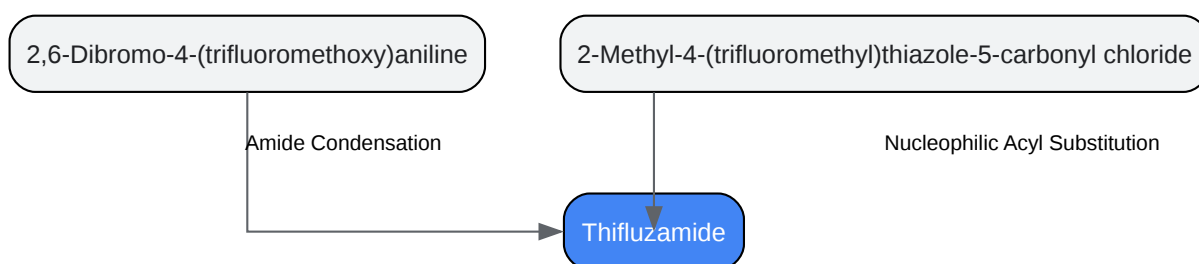 2,6-Dibromo-4-(trifluoromethoxy)aniline
2-Methyl-4-(trifluoromethyl)thiazole-5-carbonyl chloride
Amide Condensation
Nucleophilic Acyl Substitution
Thifluzamide